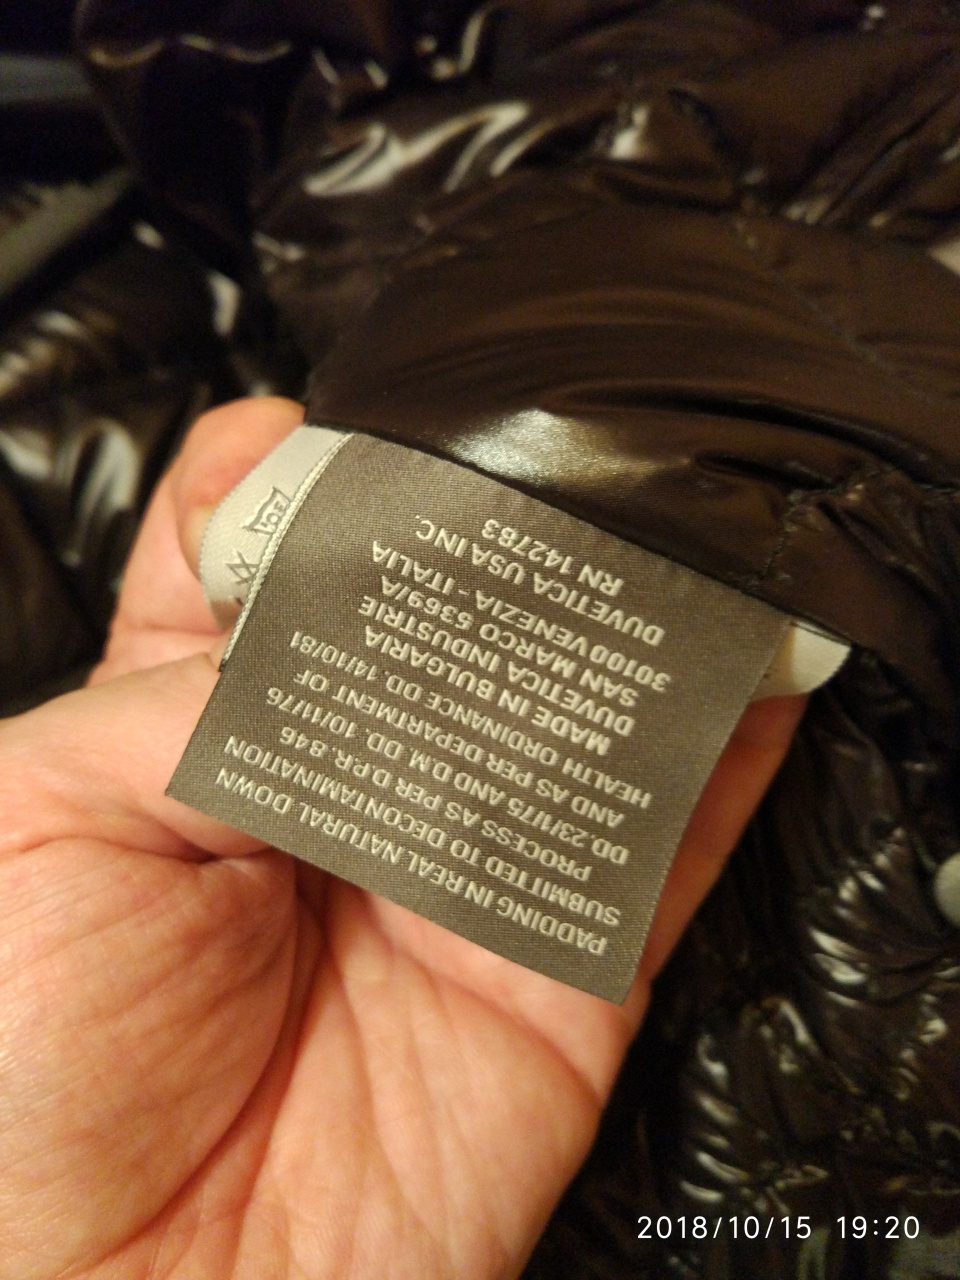 PADDING IN REAL NATURAL DOWN
SUBMITTED TO DECONTAMINATION
PROCESS AS PER D.P.R. 846
DD.23/1/75 AND D.M. DD. 10/11/76
AND AS PER DEPARTMENT OF
HEALTH ORDINANCE DD.14/10/81
MADE IN BULGARIA
DUVETICA INDUSTRIE
SAN MARCO 5369/A
30100 VENEZIA - ITALIA
DUVETICA USA INC.
RN 142783
30°
2018/10/15 19:20